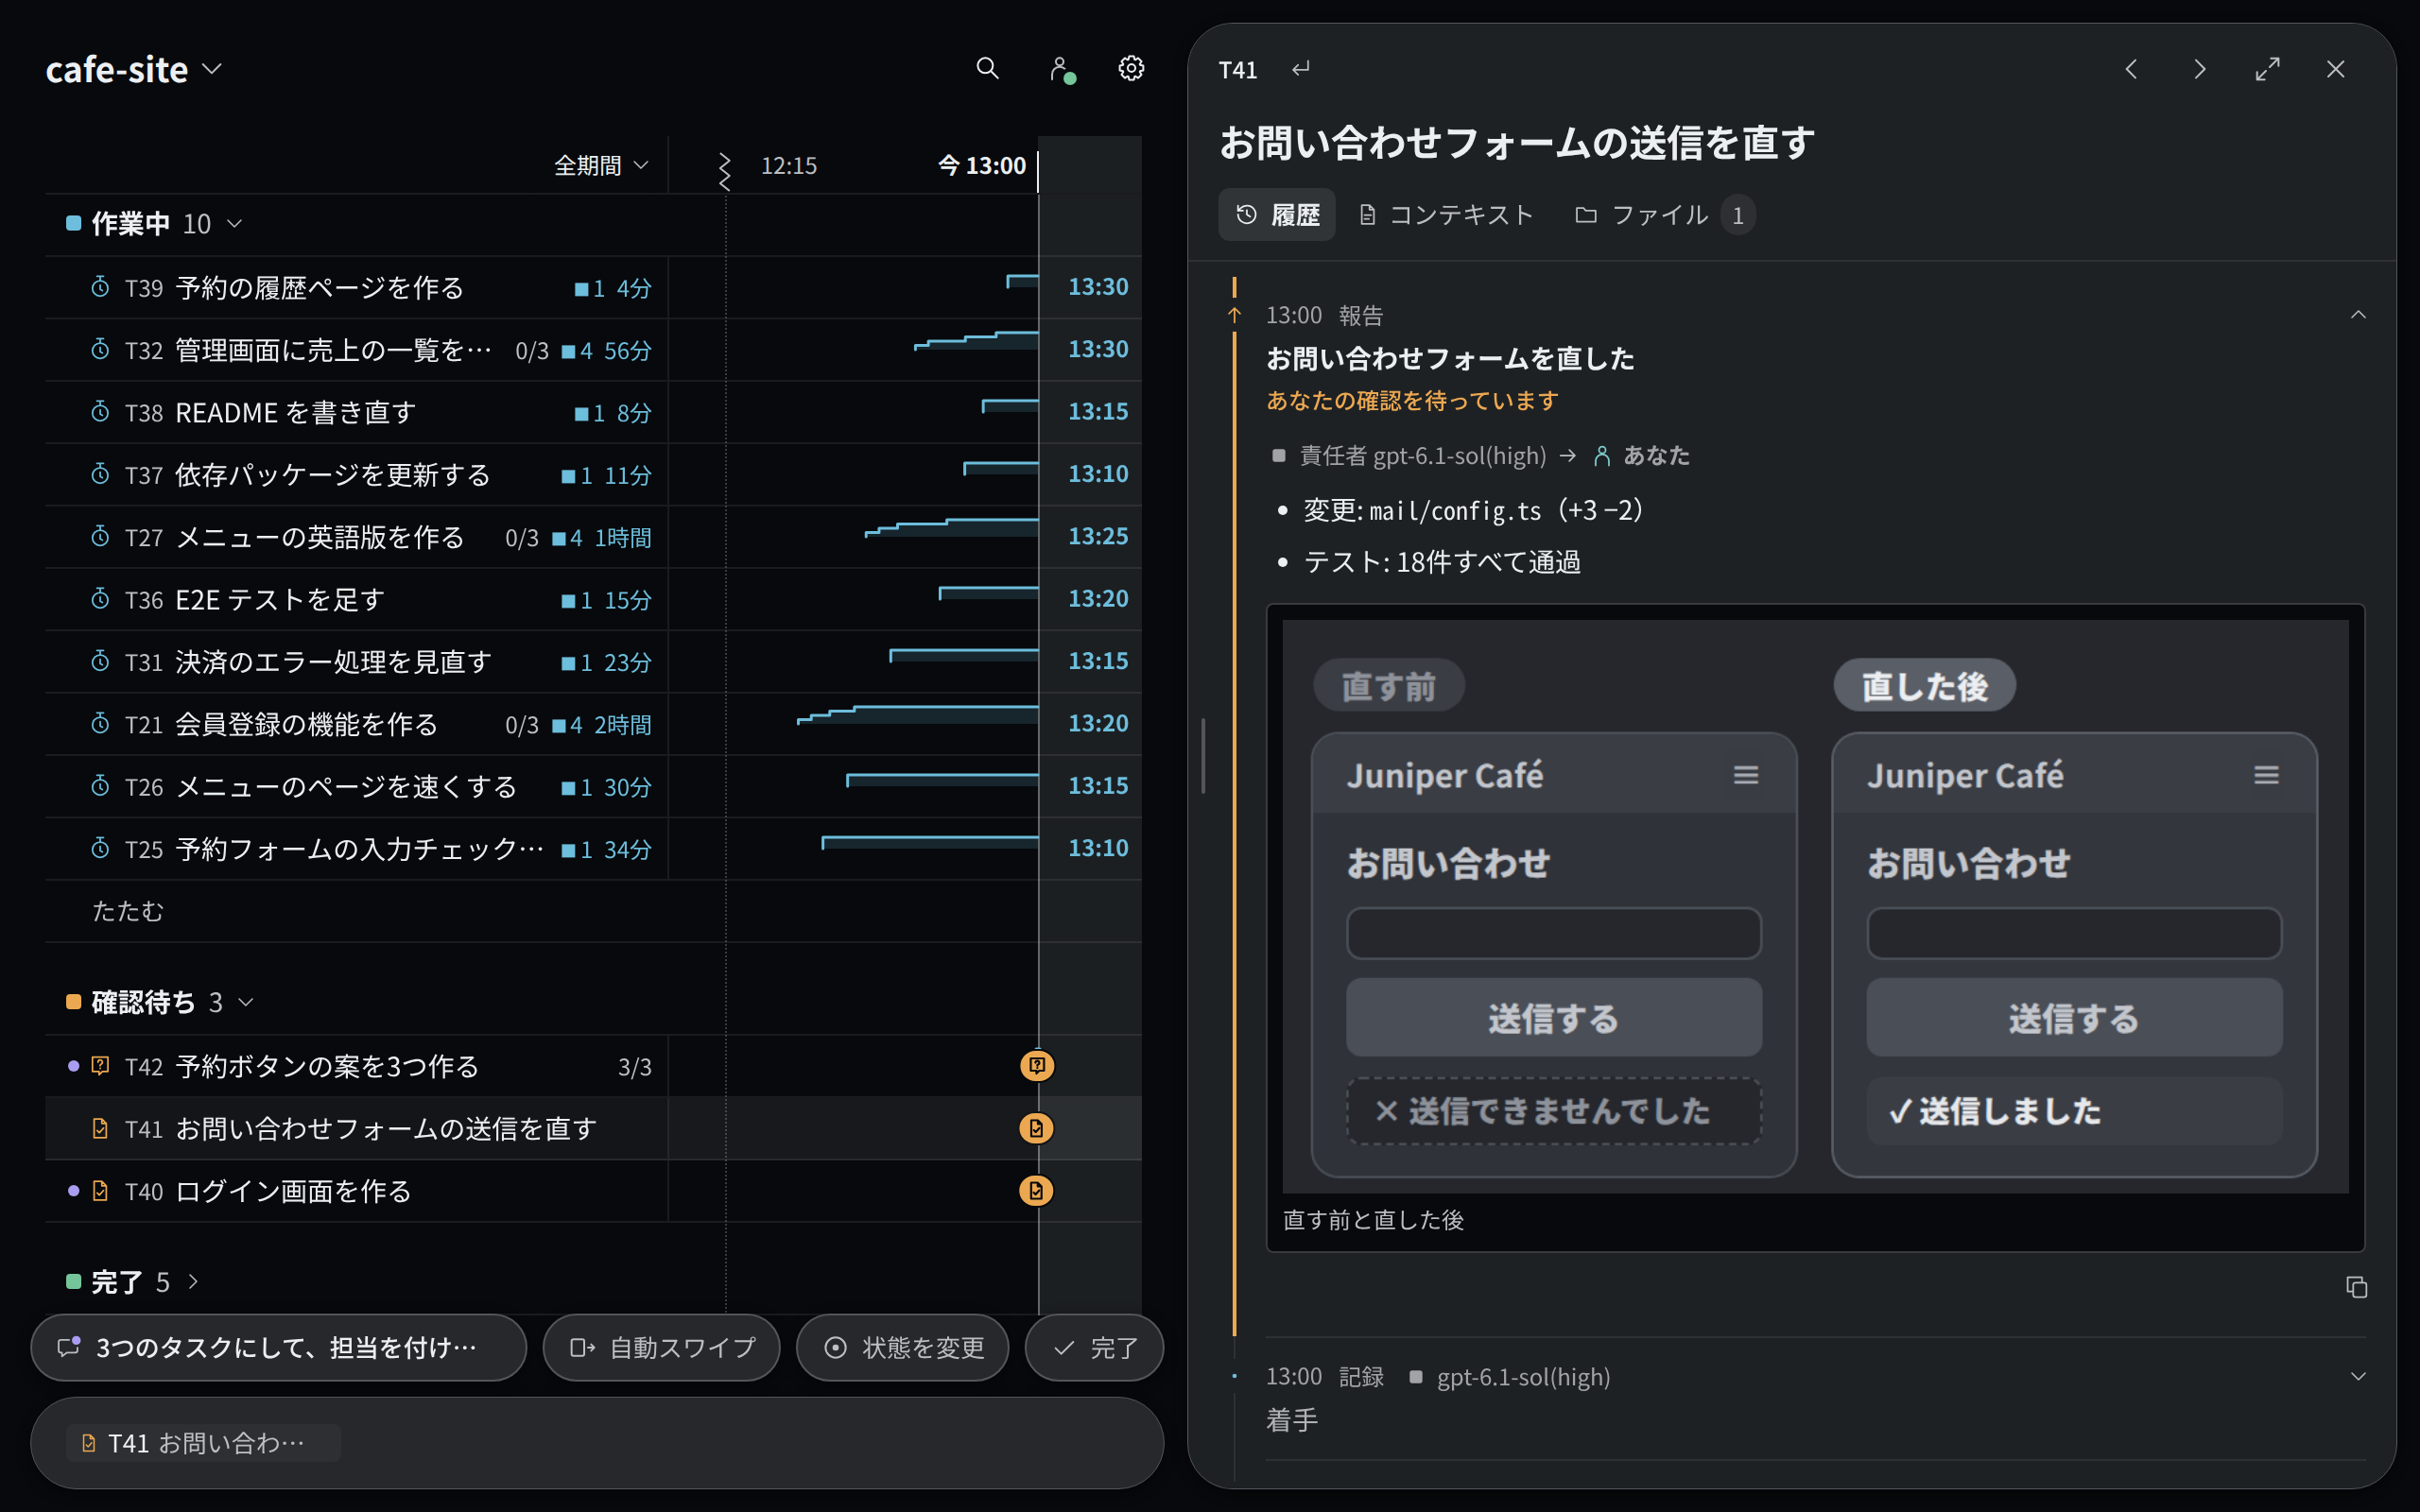 cafe-site
全期間 12:15 今 13:00
作業中 10
T39 予約の履歴ページを作る 1 4分 13:30
T32 管理画面に売上の一覧を… 0/3 4 56分 13:30
T38 README を書き直す 1 8分 13:15
T37 依存パッケージを更新する 1 11分 13:10
T27 メニューの英語版を作る 0/3 4 1時間 13:25
T36 E2E テストを足す 1 15分 13:20
T31 決済のエラー処理を見直す 1 23分 13:15
T21 会員登録の機能を作る 0/3 4 2時間 13:20
T26 メニューのページを速くする 1 30分 13:15
T25 予約フォームの入力チェック… 1 34分 13:10
たたむ
確認待ち 3
T42 予約ボタンの案を3つ作る 3/3
T41 お問い合わせフォームの送信を直す
T40 ログイン画面を作る
完了 5
3つのタスクにして、担当を付け… 自動スワイプ 状態を変更 完了
T41 お問い合わ…
T41
お問い合わせフォームの送信を直す
履歴 コンテキスト ファイル 1
13:00 報告
お問い合わせフォームを直した
あなたの確認を待っています
責任者 gpt-6.1-sol(high) → あなた
• 変更: mail/config.ts（+3 −2）
• テスト: 18件すべて通過
直す前 直した後
Juniper Café Juniper Café
お問い合わせ お問い合わせ
送信する 送信する
✕ 送信できませんでした ✓ 送信しました
直す前と直した後
13:00 記録 gpt-6.1-sol(high)
着手